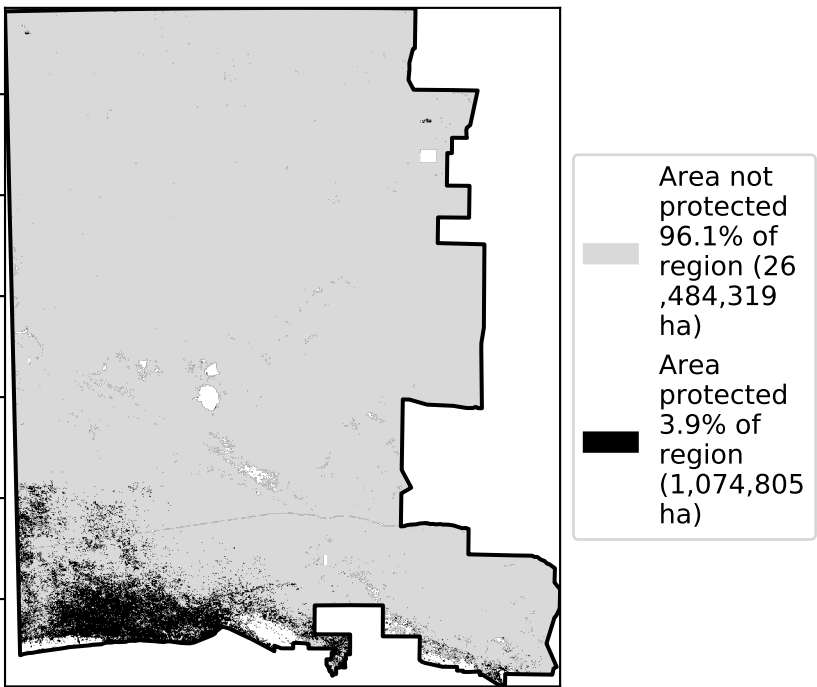 Area not
protected
96.1% of
region (26
,484,319
ha)
Area
protected
3.9% of
region
(1,074,805
ha)